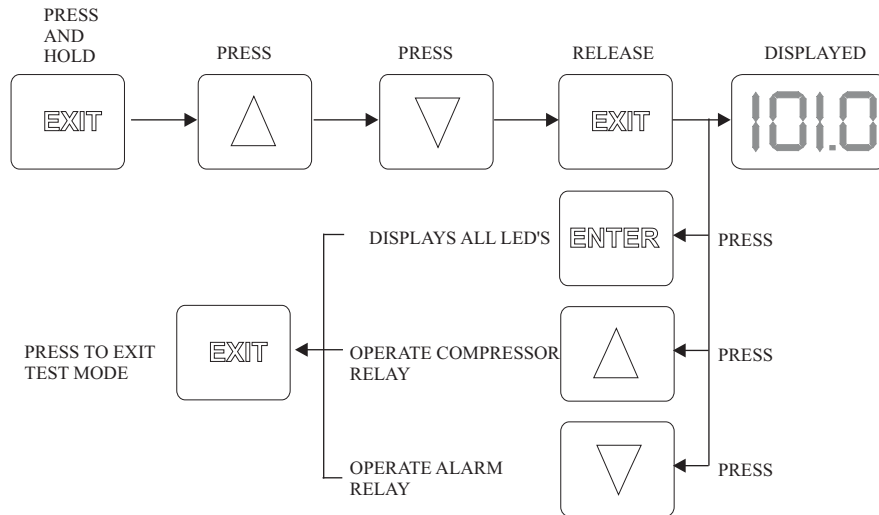 PRESS
AND
HOLD
PRESS
PRESS
RELEASE
DISPLAYED
EXIT
EXIT
101.0
DISPLAYS ALL LED'S
ENTER
PRESS
PRESS TO EXIT
TEST MODE
EXIT
OPERATE COMPRESSOR
RELAY
PRESS
OPERATE ALARM
RELAY
PRESS